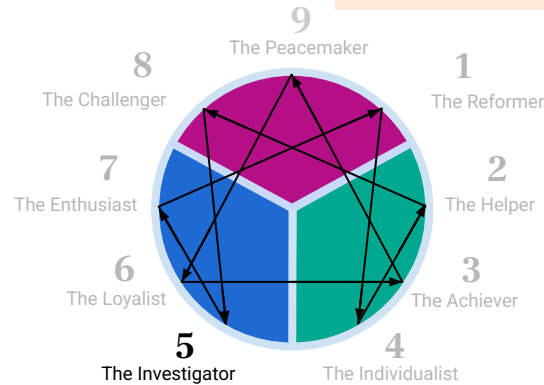 9
The Peacemaker
8
The Challenger
1
The Reformer
7
The Enthusiast
2
The Helper
6
The Loyalist
3
The Achiever
5
The Investigator
4
The Individualist